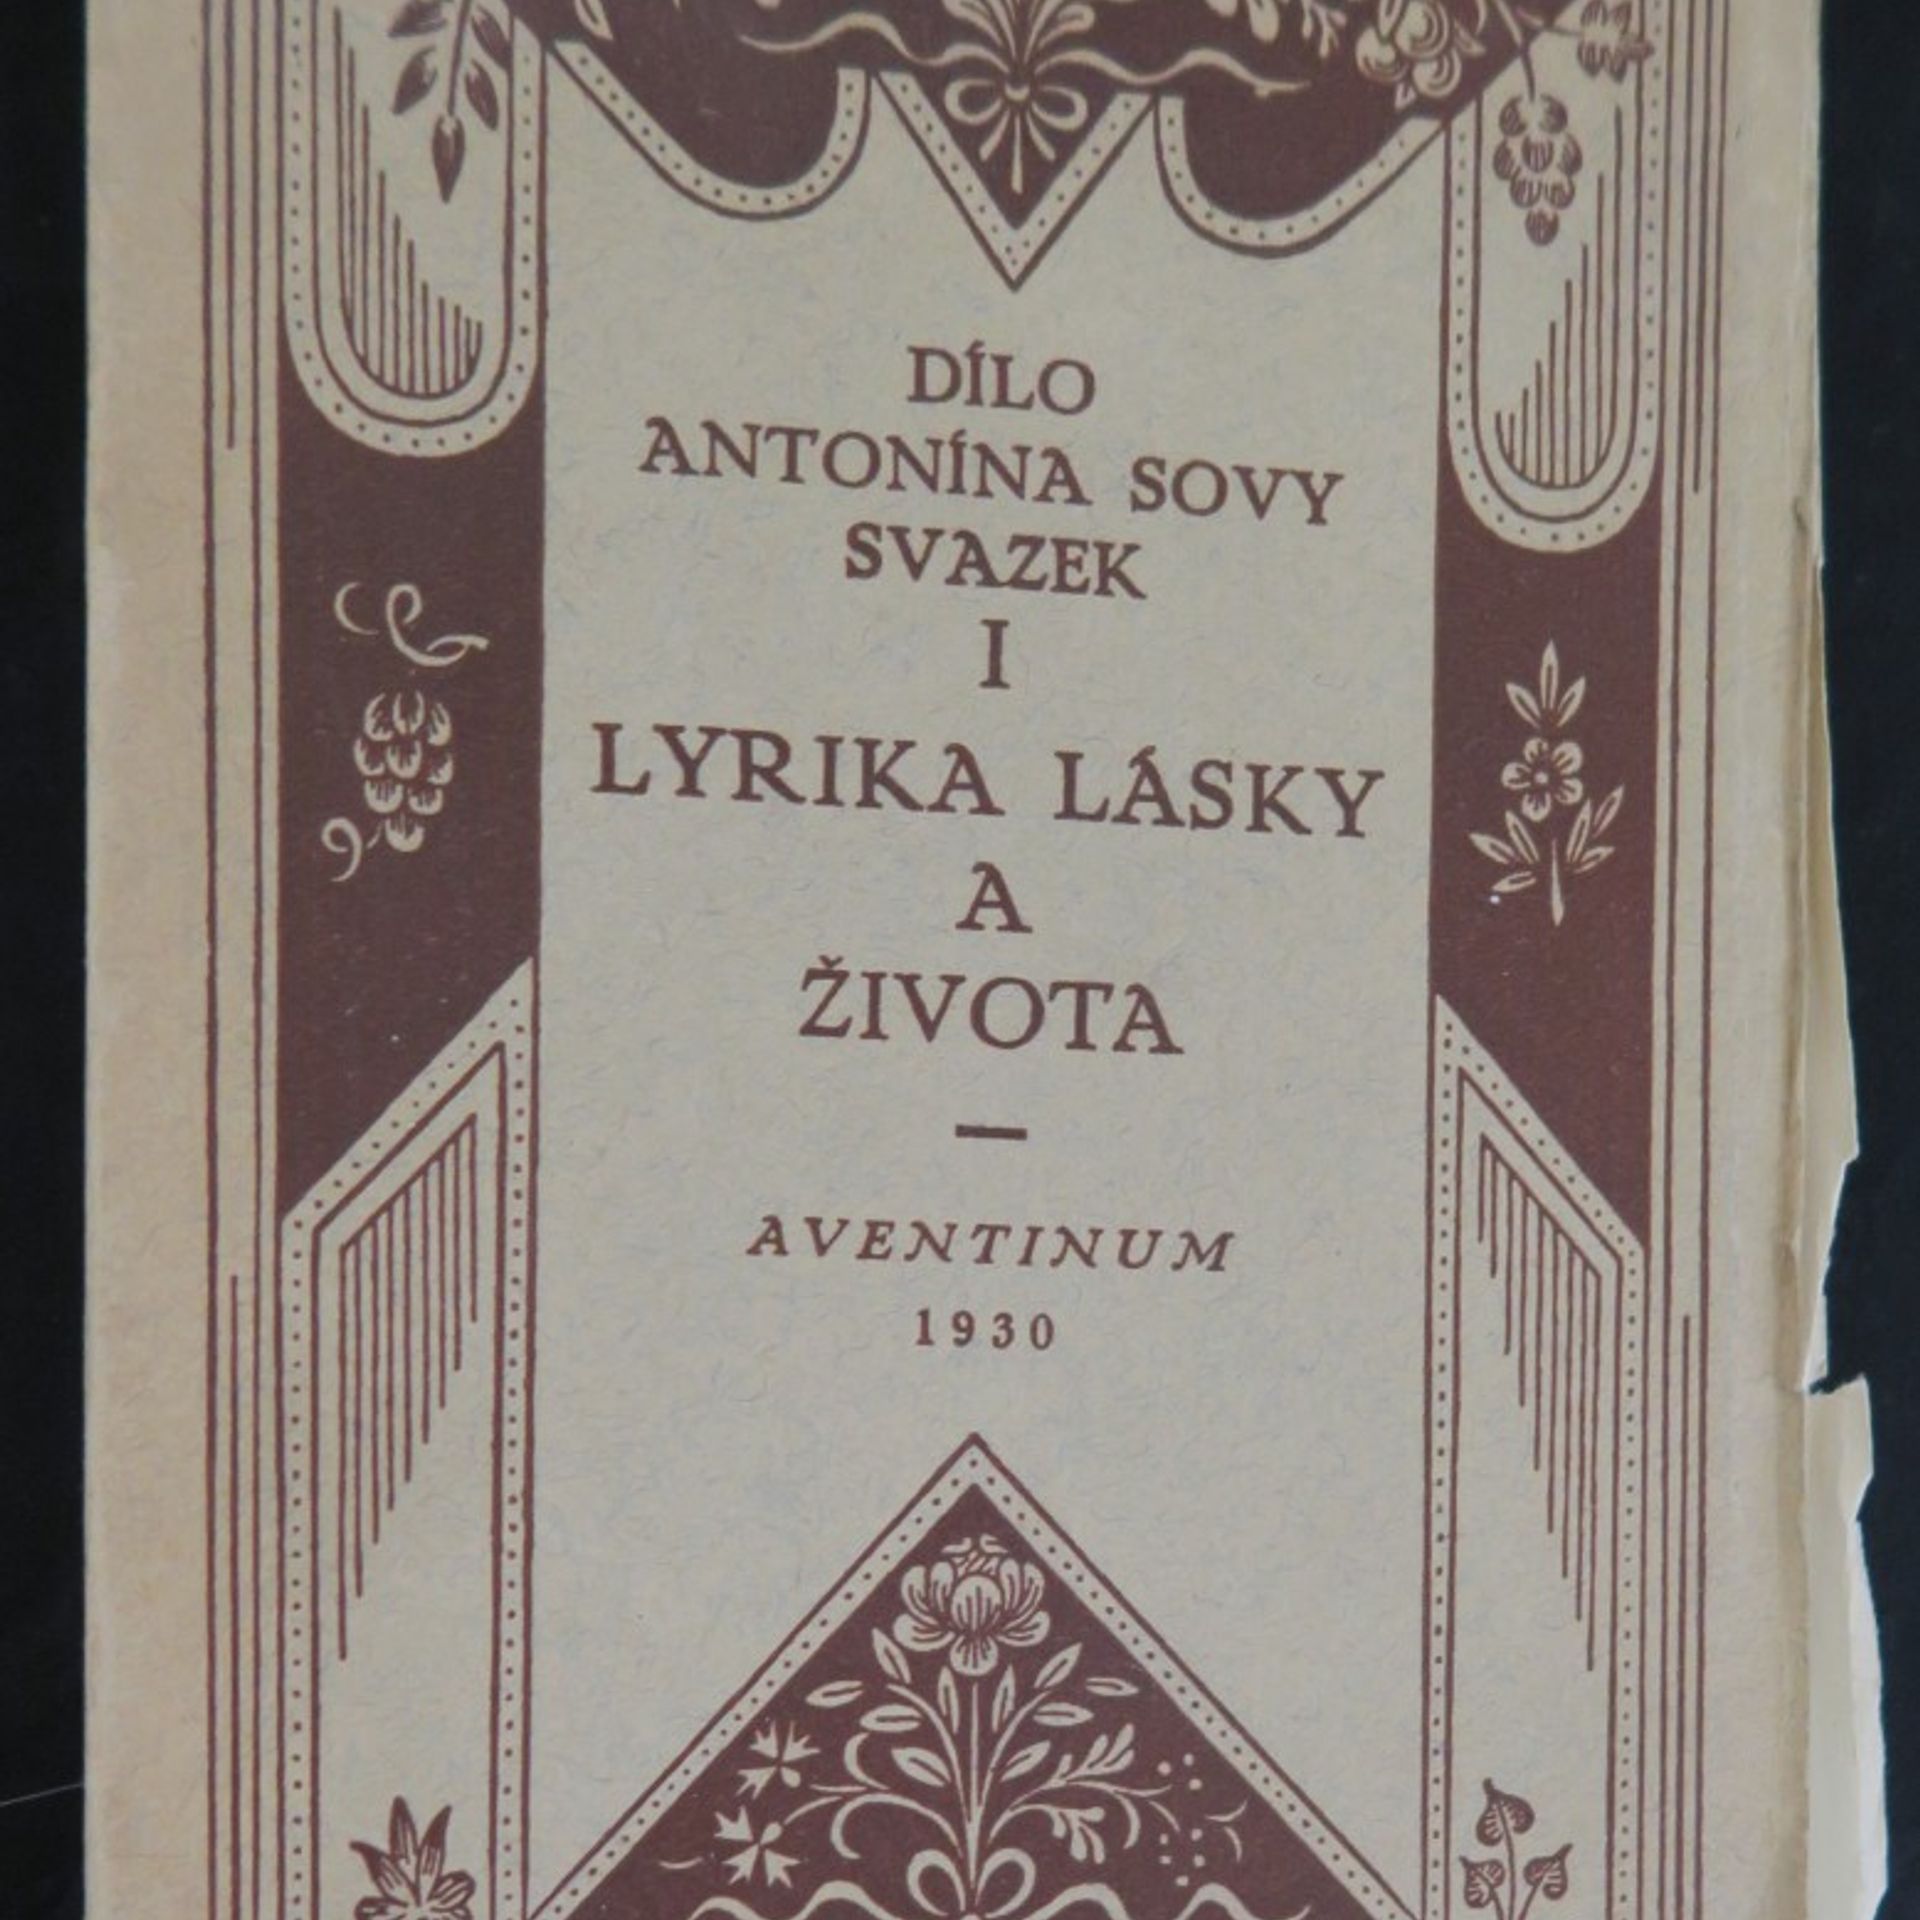 DÍLO
ANTONÍNA SOVY
SVAZEK
I
LYRIKA LÁSKY
A
ŽIVOTA
—
AVENTINUM
1930